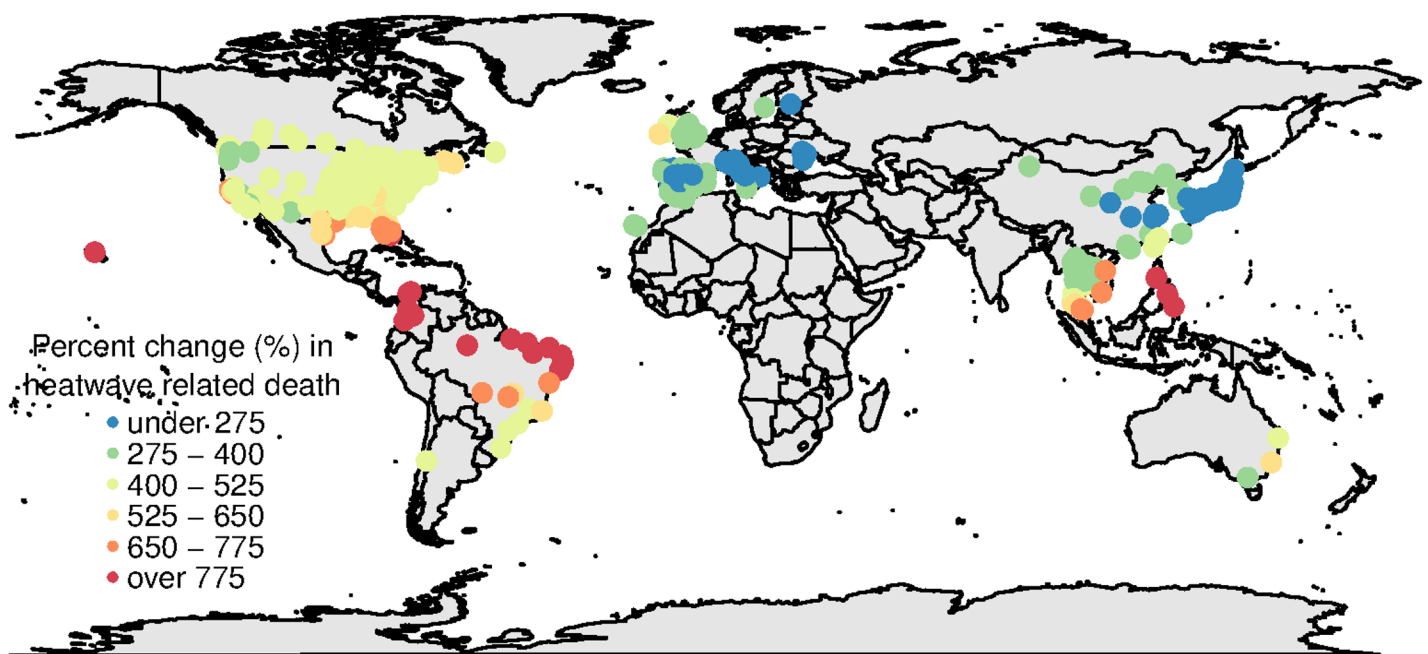 Percent change (%) in
heatwave related death
under 275
275 – 400
400 – 525
525 – 650
650 – 775
over 775